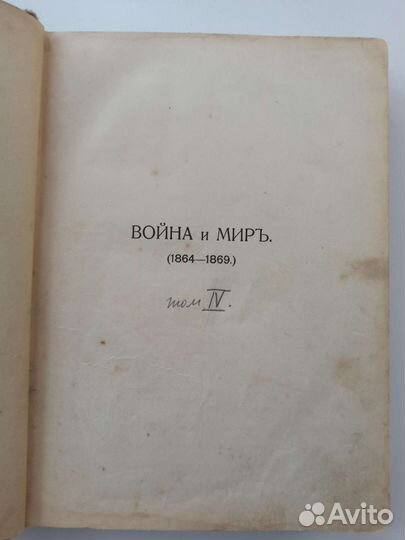 ВОЙНА и МИРЪ.
(1864—1869.)
том IV.
Avito